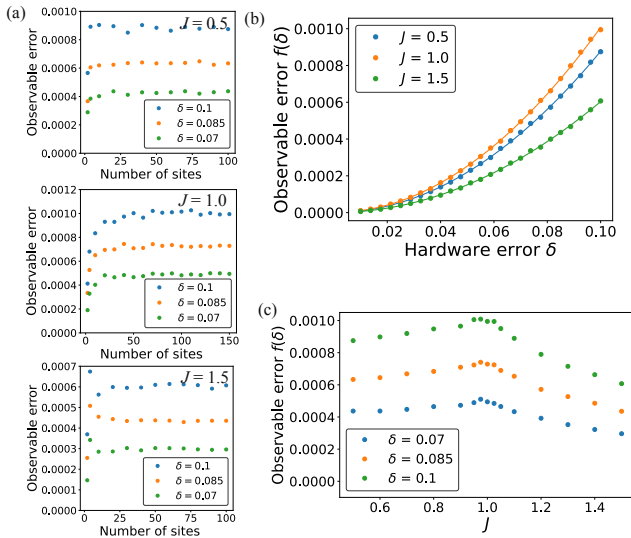 (a)
J = 0.5
0.0010
0.0008
0.0006
0.0004
0.0002
0.0000
Observable error
δ = 0.1
δ = 0.085
δ = 0.07
0 25 50 75 100
Number of sites
J = 1.0
0.0012
0.0010
0.0008
0.0006
0.0004
0.0002
0.0000
Observable error
δ = 0.1
δ = 0.085
δ = 0.07
0 50 100 150
Number of sites
J = 1.5
0.0007
0.0006
0.0005
0.0004
0.0003
0.0002
0.0001
0.0000
Observable error
δ = 0.1
δ = 0.085
δ = 0.07
0 25 50 75 100
Number of sites
(b)
0.0010
0.0008
0.0006
0.0004
0.0002
0.0000
Observable error f(δ)
J = 0.5
J = 1.0
J = 1.5
0.02 0.04 0.06 0.08 0.10
Hardware error δ
(c)
0.0010
0.0008
0.0006
0.0004
0.0002
0.0000
Observable error f(δ)
δ = 0.07
δ = 0.085
δ = 0.1
0.6 0.8 1.0 1.2 1.4
J